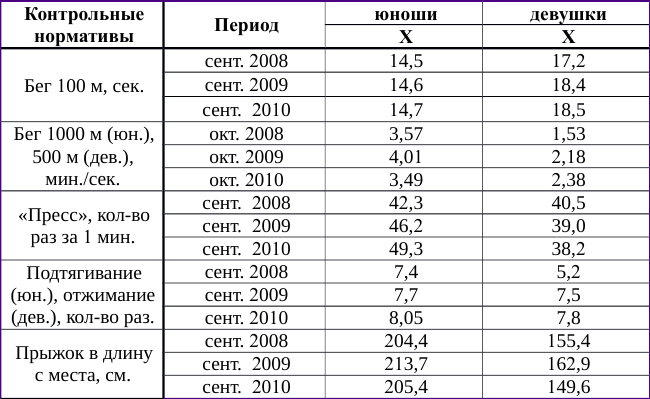 Контрольные нормативы Период юноши девушки
X X
Бег 100 м, сек. сент. 2008 14,5 17,2
сент. 2009 14,6 18,4
сент. 2010 14,7 18,5
Бег 1000 м (юн.), 500 м (дев.), мин./сек. окт. 2008 3,57 1,53
окт. 2009 4,01 2,18
окт. 2010 3,49 2,38
«Пресс», кол-во раз за 1 мин. сент. 2008 42,3 40,5
сент. 2009 46,2 39,0
сент. 2010 49,3 38,2
Подтягивание (юн.), отжимание (дев.), кол-во раз. сент. 2008 7,4 5,2
сент. 2009 7,7 7,5
сент. 2010 8,05 7,8
Прыжок в длину с места, см. сент. 2008 204,4 155,4
сент. 2009 213,7 162,9
сент. 2010 205,4 149,6